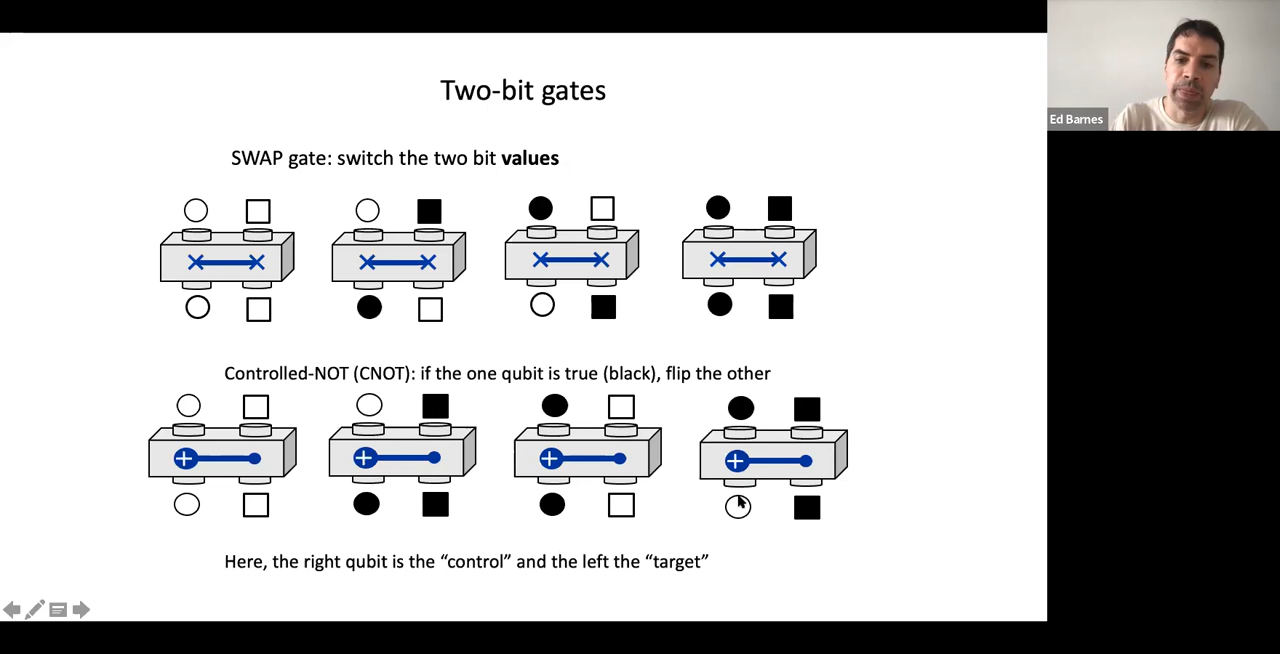 Two-bit gates
Ed Barnes
SWAP gate: switch the two bit values
Controlled-NOT (CNOT): if the one qubit is true (black), flip the other
Here, the right qubit is the “control” and the left the “target”